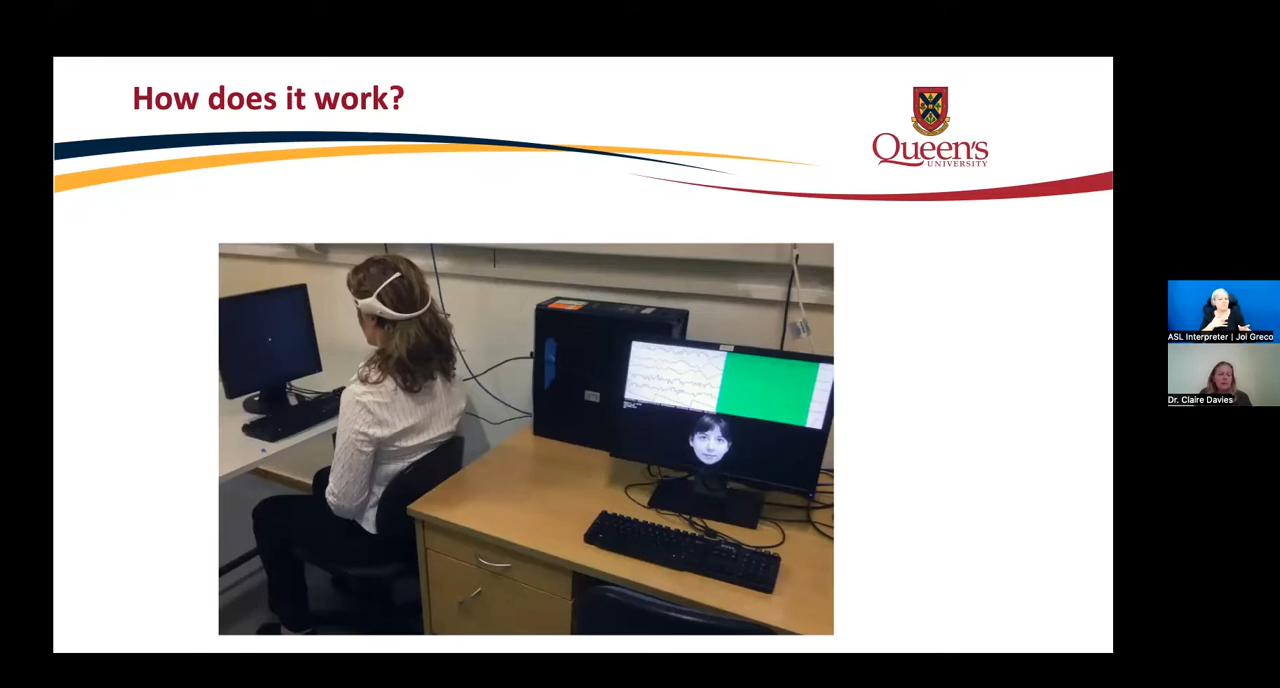 How does it work?
Queen's
UNIVERSITY
ASL Interpreter | Joi Greco
Dr. Claire Davies